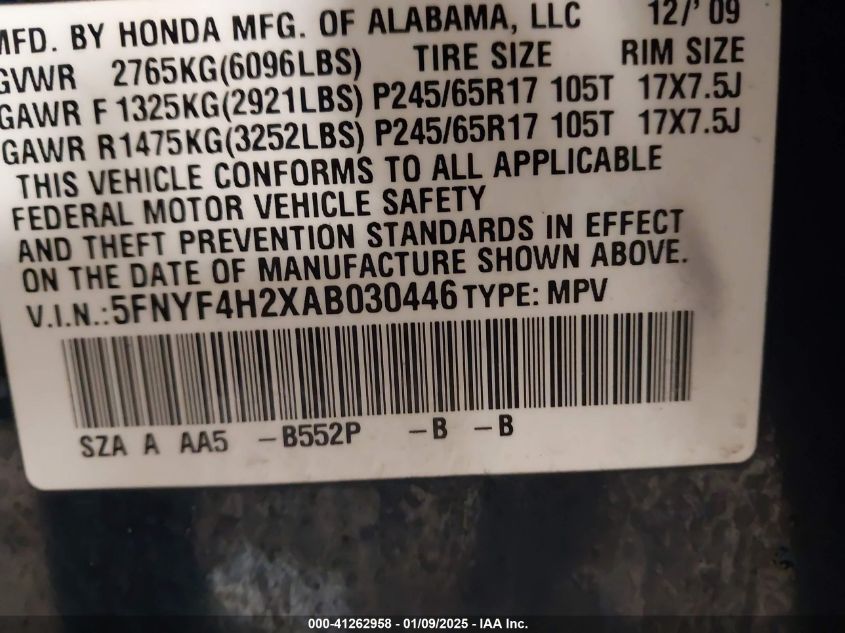 MFD. BY HONDA MFG. OF ALABAMA, LLC 12/'09
GVWR 2765KG(6096LBS) TIRE SIZE RIM SIZE
GAWR F 1325KG(2921LBS) P245/65R17 105T 17X7.5J
GAWR R1475KG(3252LBS) P245/65R17 105T 17X7.5J
THIS VEHICLE CONFORMS TO ALL APPLICABLE
FEDERAL MOTOR VEHICLE SAFETY
AND THEFT PREVENTION STANDARDS IN EFFECT
ON THE DATE OF MANUFACTURE SHOWN ABOVE.
V.I.N.:5FNYF4H2XAB030446 TYPE: MPV
SZA A AA5 -B552P -B -B
000-41262958 - 01/09/2025 - IAA Inc.